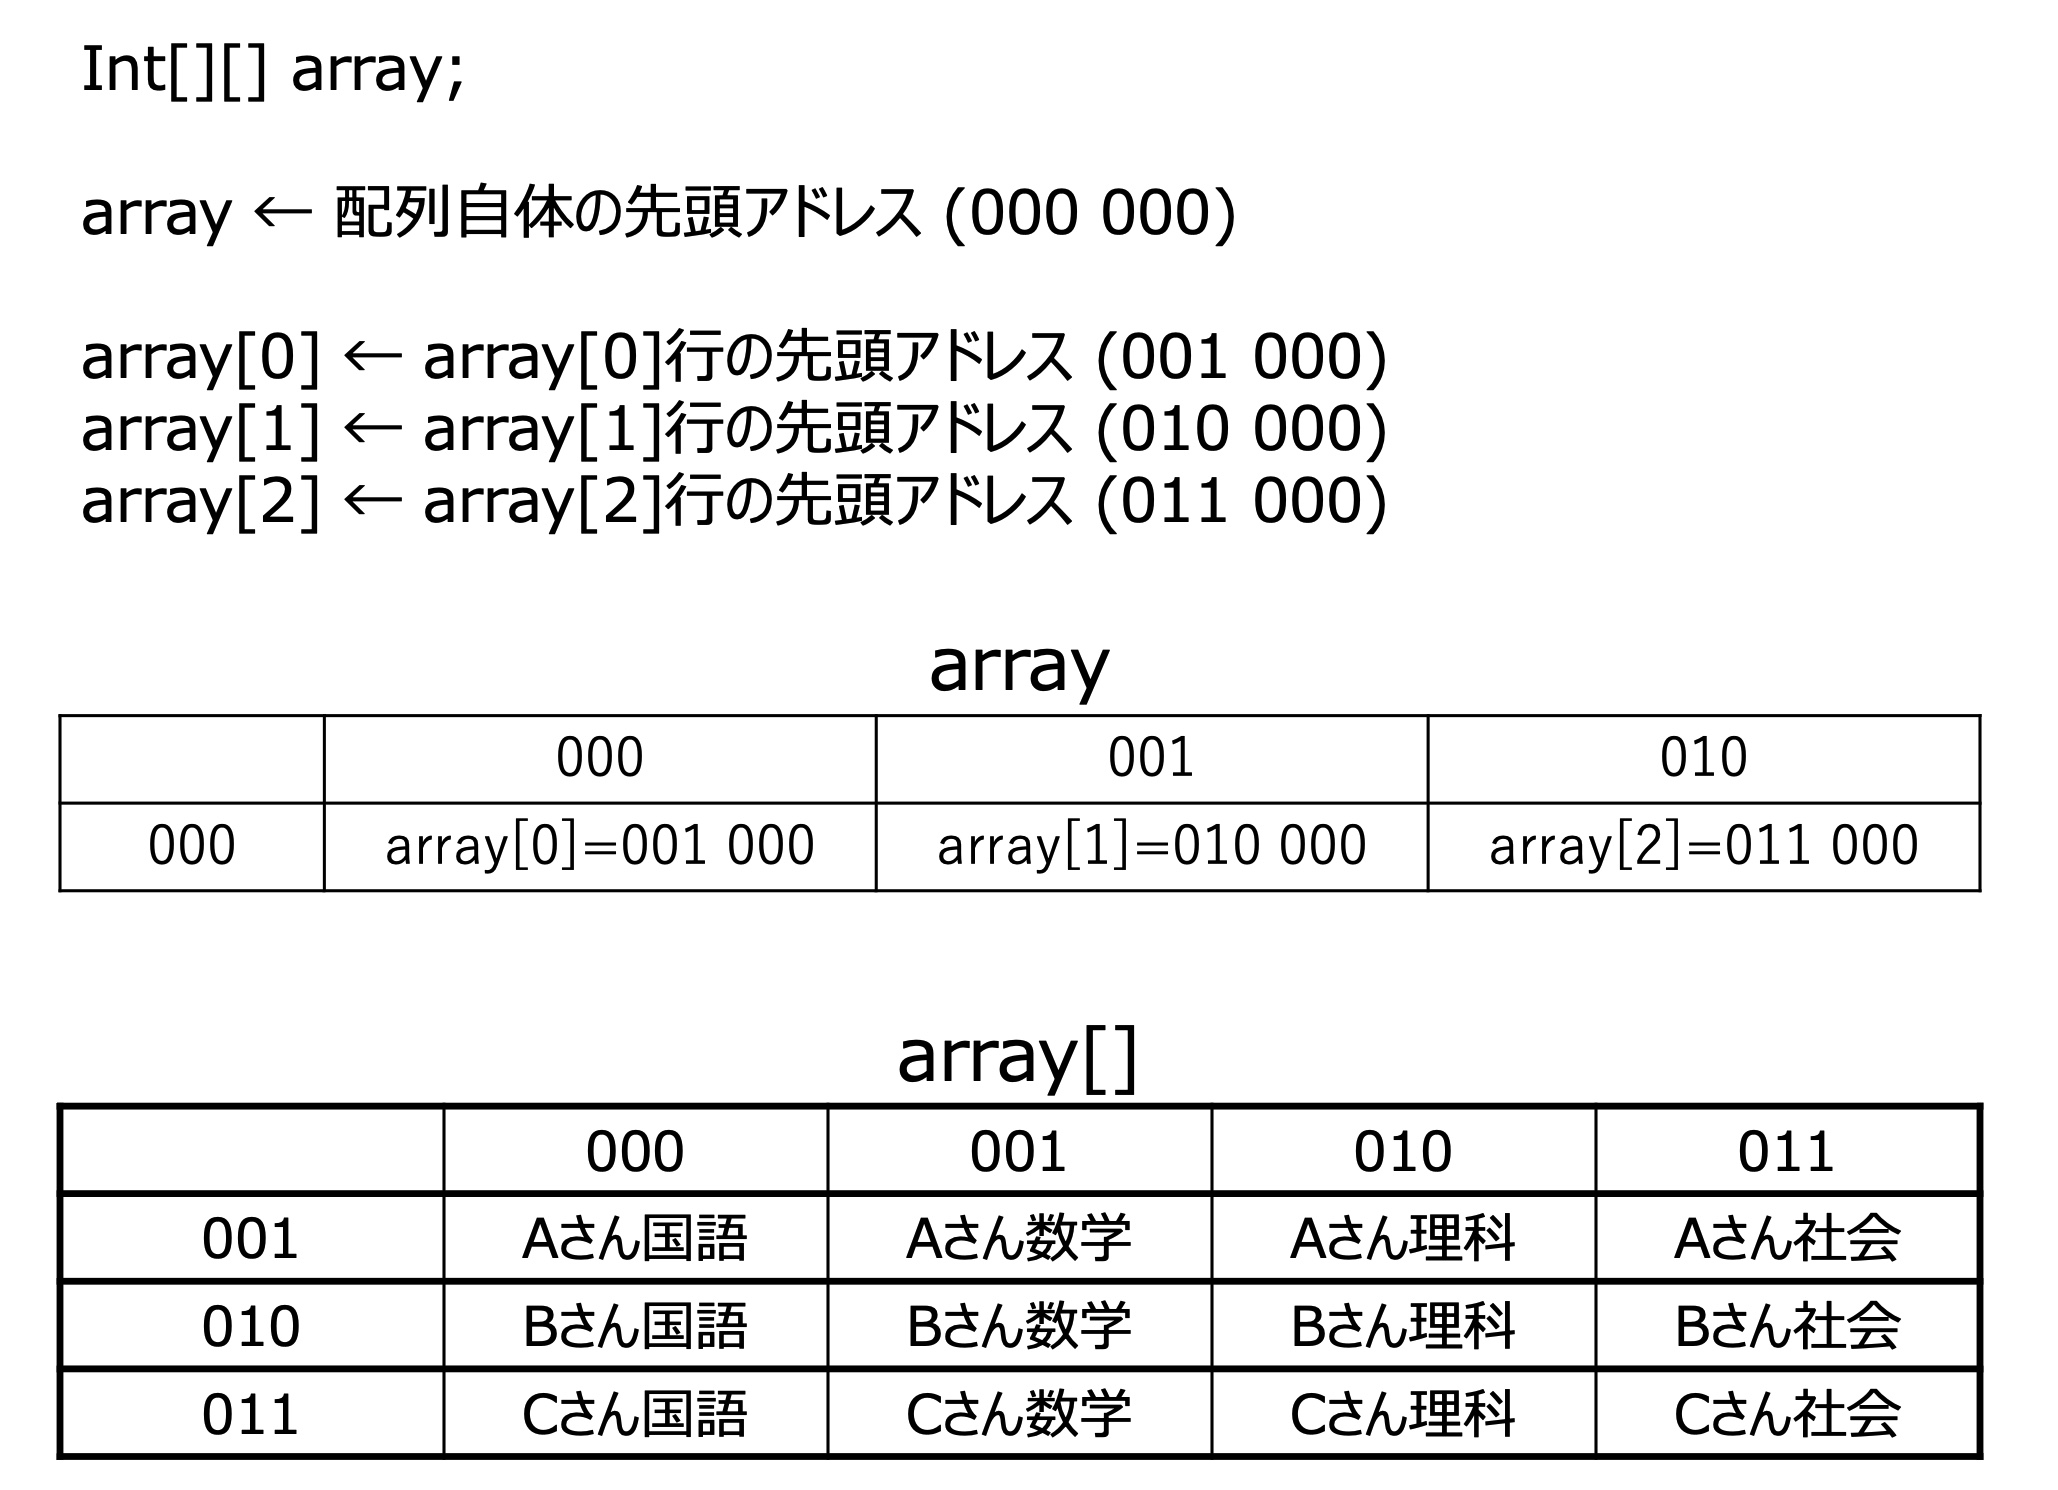 Int[][] array;
array ← 配列自体の先頭アドレス (000 000)
array[0] ← array[0]行の先頭アドレス (001 000)
array[1] ← array[1]行の先頭アドレス (010 000)
array[2] ← array[2]行の先頭アドレス (011 000)
array
000 001 010
000 array[0]=001 000 array[1]=010 000 array[2]=011 000
array[]
000 001 010 011
001 Aさん国語 Aさん数学 Aさん理科 Aさん社会
010 Bさん国語 Bさん数学 Bさん理科 Bさん社会
011 Cさん国語 Cさん数学 Cさん理科 Cさん社会